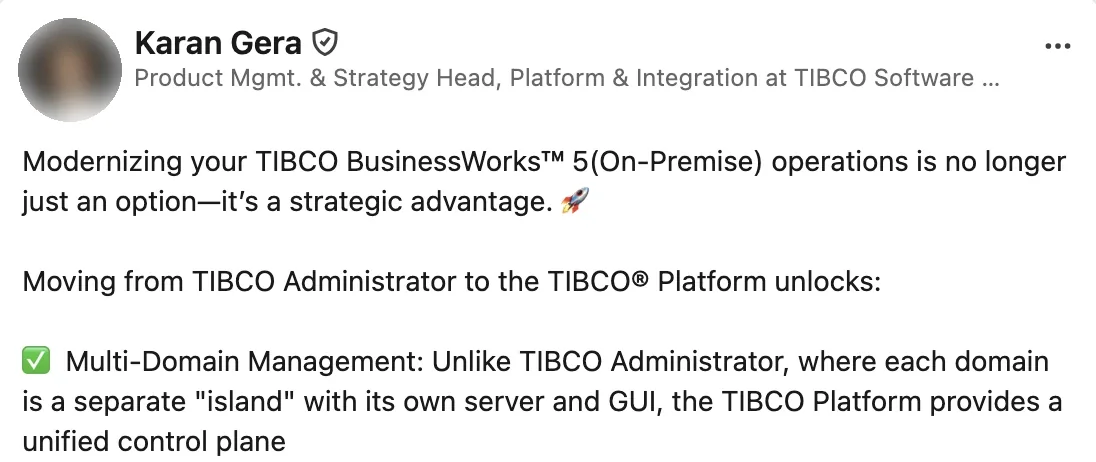 Karan Gera
Product Mgmt. & Strategy Head, Platform & Integration at TIBCO Software ...
Modernizing your TIBCO BusinessWorks™ 5(On-Premise) operations is no longer
just an option—it’s a strategic advantage. 🚀
Moving from TIBCO Administrator to the TIBCO® Platform unlocks:
✅ Multi-Domain Management: Unlike TIBCO Administrator, where each domain
is a separate "island" with its own server and GUI, the TIBCO Platform provides a
unified control plane